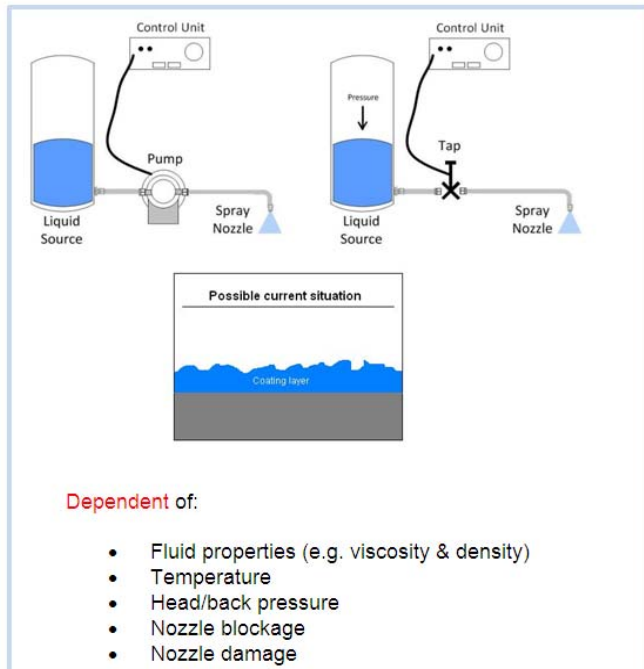 Control Unit
Control Unit
Pressure
Pump
Tap
Liquid
Source
Spray
Nozzle
Liquid
Source
Spray
Nozzle
Possible current situation
Coating layer
Dependent of:
• Fluid properties (e.g. viscosity & density)
• Temperature
• Head/back pressure
• Nozzle blockage
• Nozzle damage